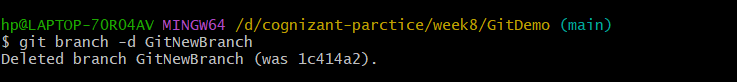 hp@LAPTOP-70RO4AV MINGW64 /d/cognizant-parctice/week8/GitDemo (main)
$ git branch -d GitNewBranch
Deleted branch GitNewBranch (was 1c414a2).